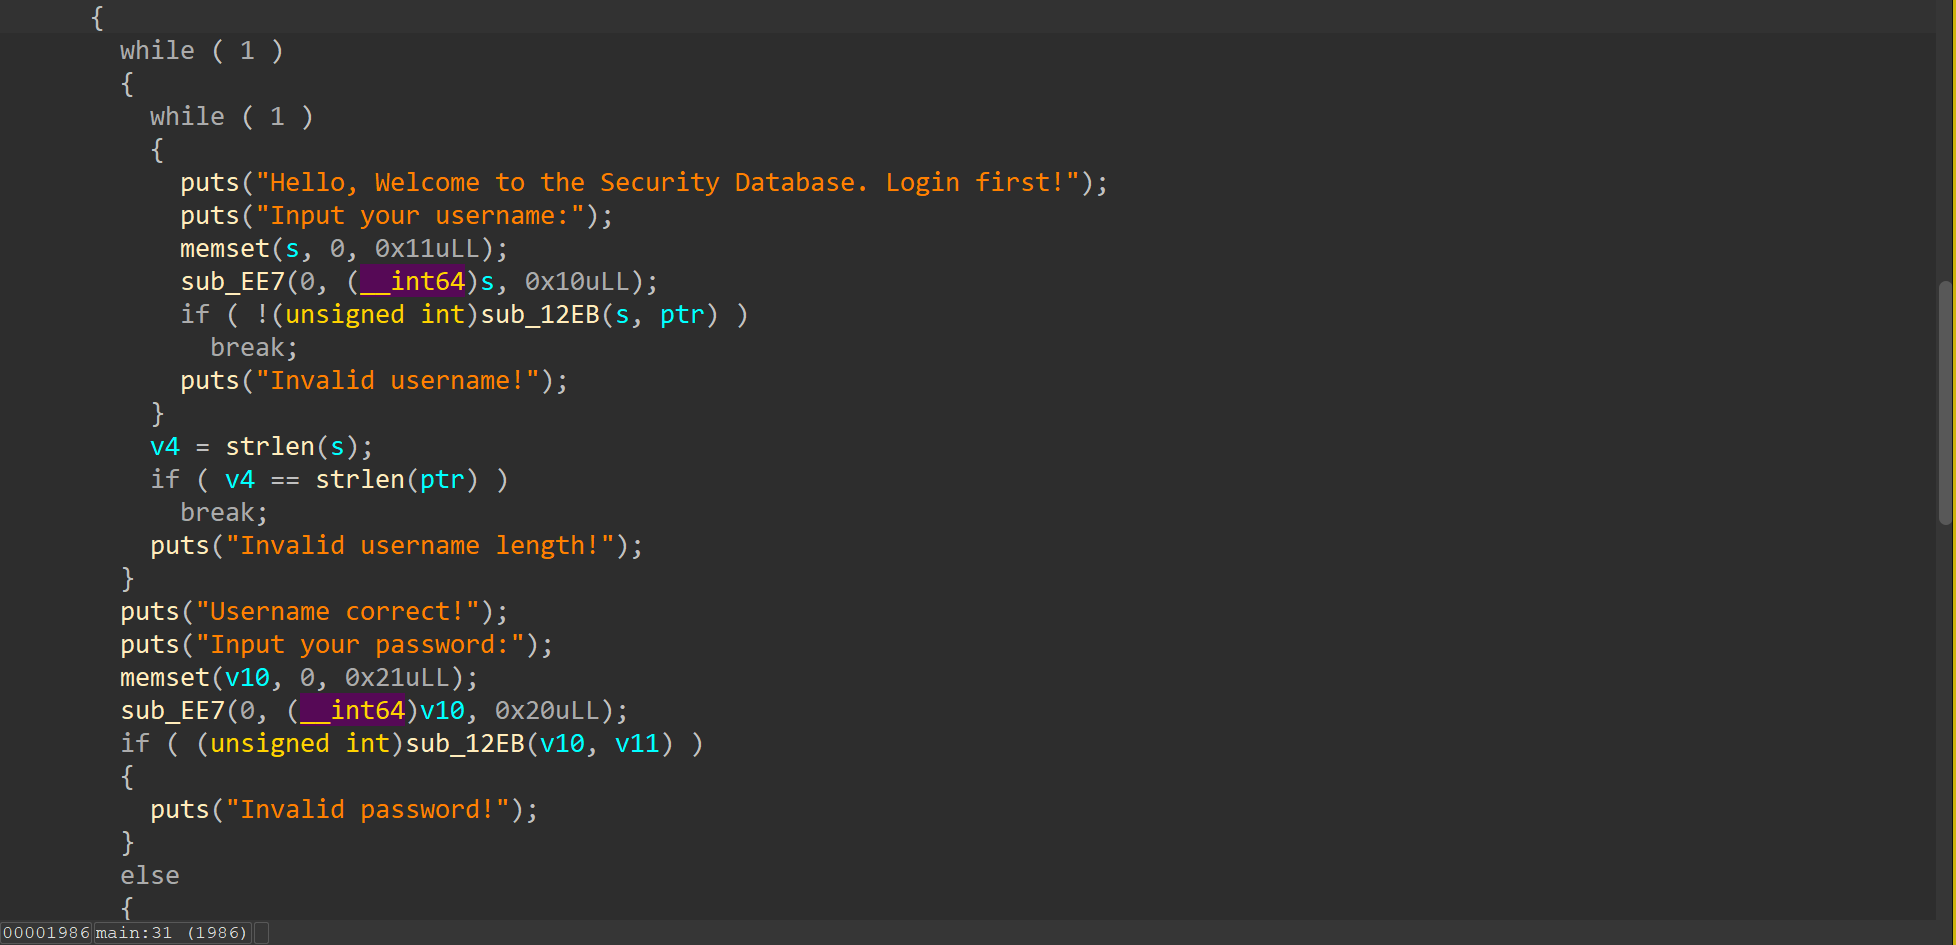 {
while ( 1 )
{
while ( 1 )
{
puts("Hello, Welcome to the Security Database. Login first!");
puts("Input your username:");
memset(s, 0, 0x11uLL);
sub_EE7(0, (__int64)s, 0x10uLL);
if ( !(unsigned int)sub_12EB(s, ptr) )
break;
puts("Invalid username!");
}
v4 = strlen(s);
if ( v4 == strlen(ptr) )
break;
puts("Invalid username length!");
}
puts("Username correct!");
puts("Input your password:");
memset(v10, 0, 0x21uLL);
sub_EE7(0, (__int64)v10, 0x20uLL);
if ( (unsigned int)sub_12EB(v10, v11) )
{
puts("Invalid password!");
}
else
{
00001986 main:31 (1986)